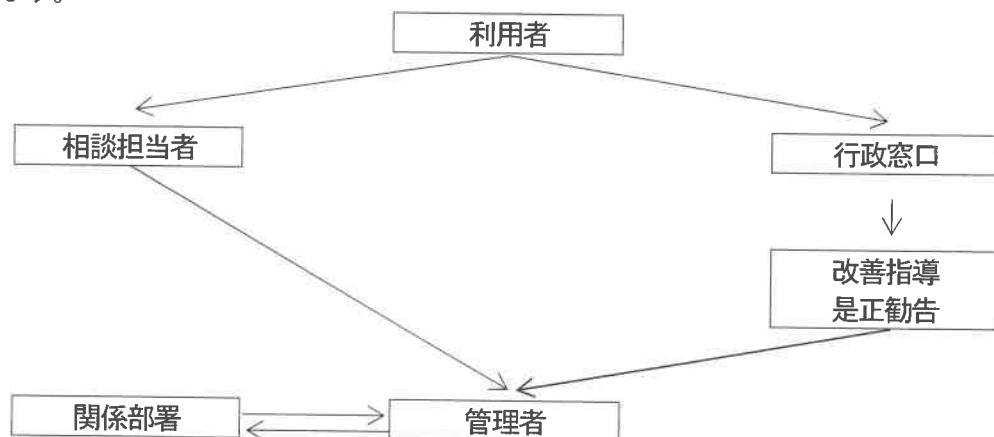 利用者
相談担当者
行政窓口
改善指導
是正勧告
関係部署
管理者